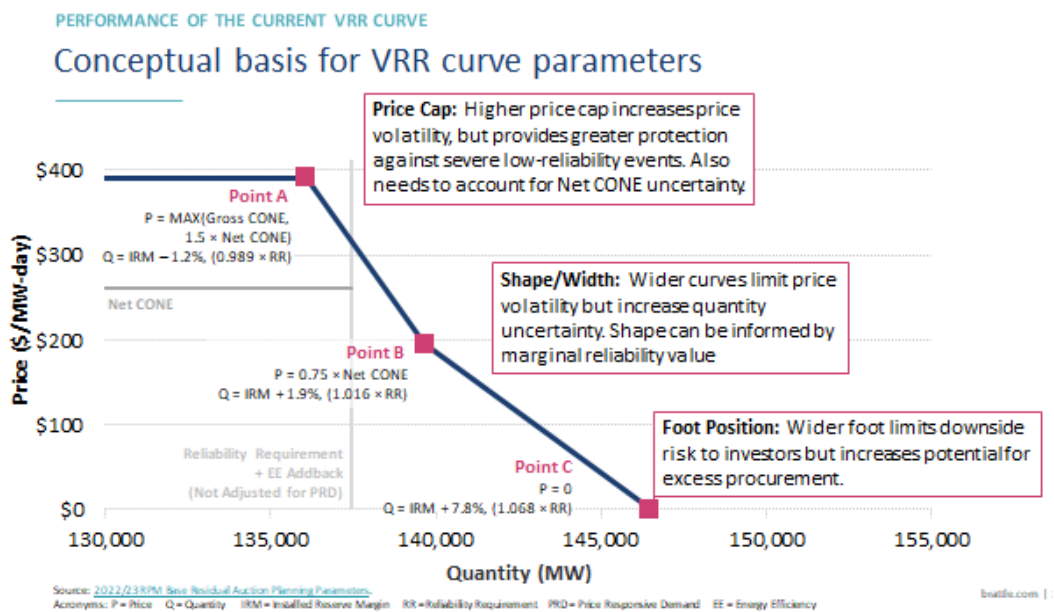 PERFORMANCE OF THE CURRENT VRR CURVE
Conceptual basis for VRR curve parameters
Price Cap: Higher price cap increases price
volatility, but provides greater protection
against severe low-reliability events. Also
needs to account for Net CONE uncertainty.
$400
Point A
P = MAX(Gross CONE,
1.5 × Net CONE)
Q = IRM – 1.2%, (0.989 × RR)
$300
Net CONE
Shape/Width: Wider curves limit price
volatility but increase quantity
uncertainty. Shape can be informed by
marginal reliability value
Price ($/MW-day)
$200
Point B
P = 0.75 × Net CONE
Q = IRM + 1.9%, (1.016 × RR)
$100
Foot Position: Wider foot limits downside
risk to investors but increases potential for
excess procurement.
Reliability Requirement
+ EE Addback
(Not Adjusted for PRD)
Point C
P = 0
Q = IRM, + 7.8%, (1.068 × RR)
$0
130,000 135,000 140,000 145,000 150,000 155,000
Quantity (MW)
Source: 2022/23 RPM Base Residual Auction Planning Parameters.
Acronyms: P = Price Q = Quantity IRM = Installed Reserve Margin RR = Reliability Requirement PRD = Price Responsive Demand EE = Energy Efficiency
brattle.com |